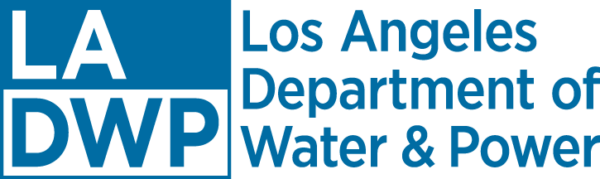 LA
DWP
Los Angeles
Department of
Water & Power